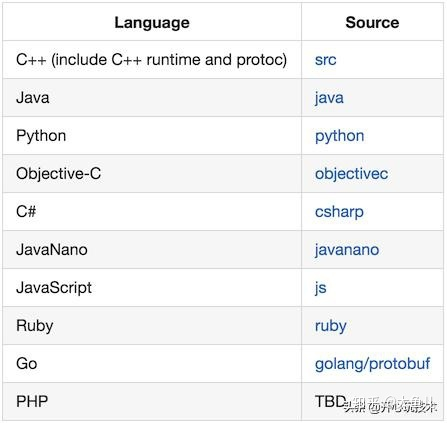 Language Source
C++ (include C++ runtime and protoc) src
Java java
Python python
Objective-C objectivec
C# csharp
JavaNano javanano
JavaScript js
Ruby ruby
Go golang/protobuf
PHP TBD
头条 @开心玩技术